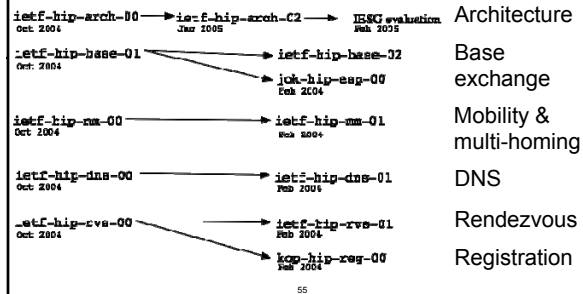 ietf-hip-arch-00 ietf-hip-arch-02 IESG evaluation Architecture
Oct 2004 Jan 2005 Feb 2005
ietf-hip-base-01 ietf-hip-base-02 Base
Oct 2004
jok-hip-esp-00 exchange
Feb 2004
ietf-hip-mm-00 ietf-hip-mm-01 Mobility &
Oct 2004 Feb 2004 multi-homing
ietf-hip-dns-00 ietf-hip-dns-01 DNS
Oct 2004 Feb 2004
ietf-hip-rvs-00 ietf-hip-rvs-01 Rendezvous
Oct 2004 Feb 2004
kop-hip-reg-00 Registration
Feb 2004
55